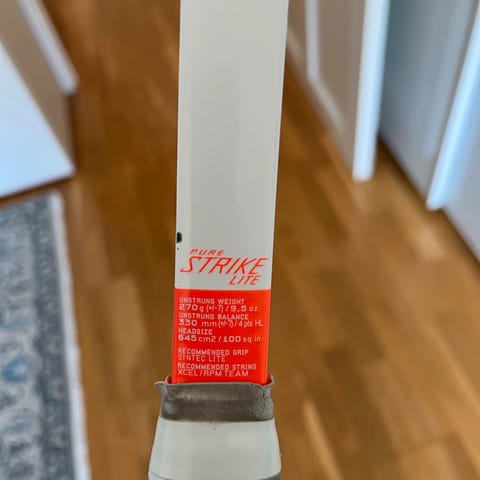 PURE
STRIKE
LITE
UNSTRUNG WEIGHT
270 g (+/-7) / 9,5 oz.
UNSTRUNG BALANCE
330 mm (+/-7) / 4 pts HL
HEADSIZE
645 cm2 / 100 sq.in
RECOMMENDED GRIP
SYNTEC LITE
RECOMMENDED STRING
XCEL / RPM TEAM